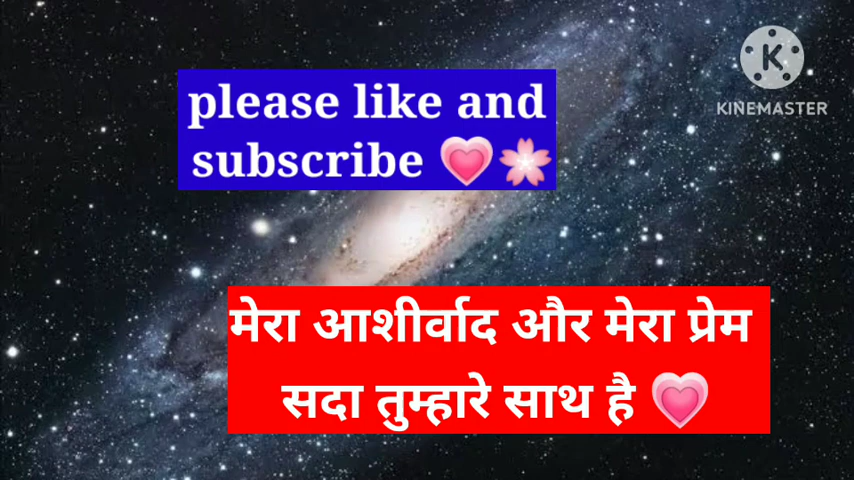 KINEMASTER
please like and
subscribe 💗🌸
मेरा आशीर्वाद और मेरा प्रेम
सदा तुम्हारे साथ है 💗